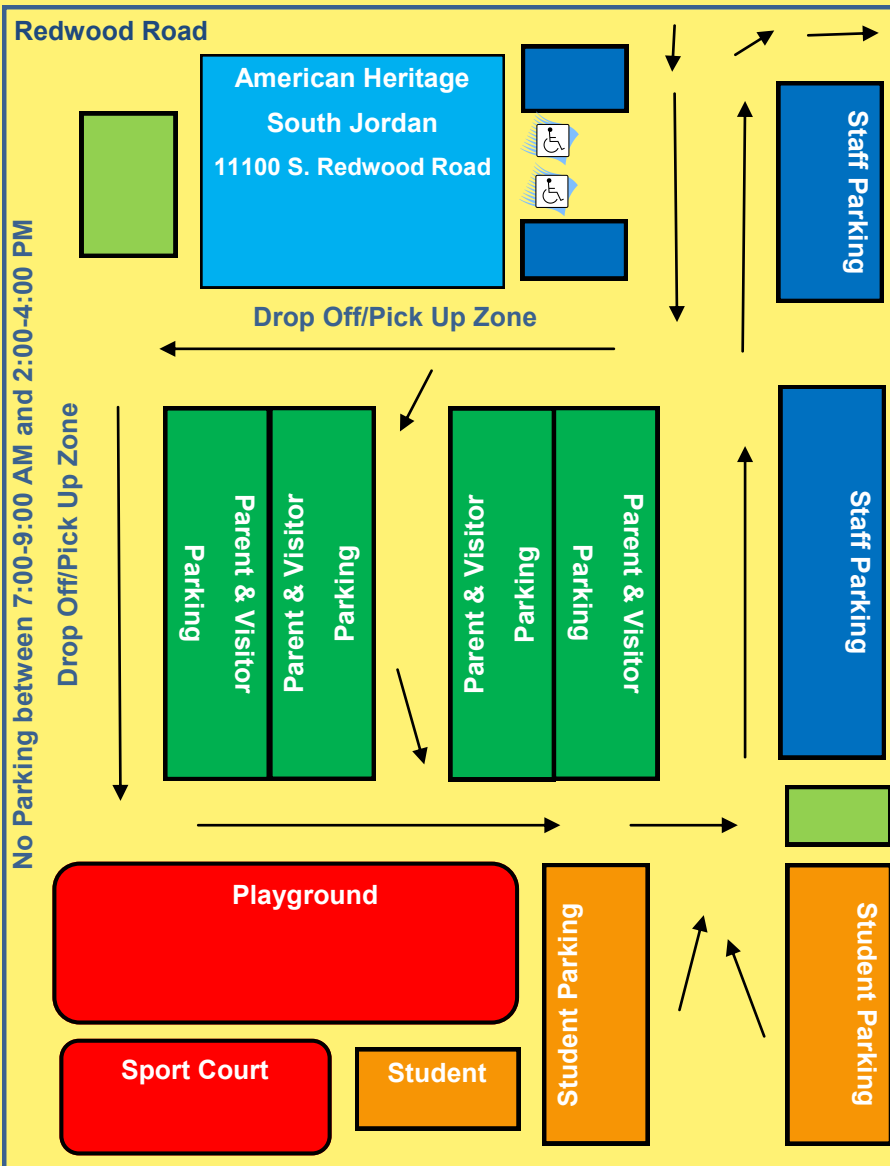 Redwood Road
American Heritage
South Jordan
11100 S. Redwood Road
Staff Parking
No Parking between 7:00-9:00 AM and 2:00-4:00 PM
Drop Off/Pick Up Zone
Drop Off/Pick Up Zone
Parent & Visitor
Parking
Parent & Visitor
Parking
Parent & Visitor
Parking
Parent & Visitor
Parking
Staff Parking
Playground
Student Parking
Student Parking
Sport Court
Student